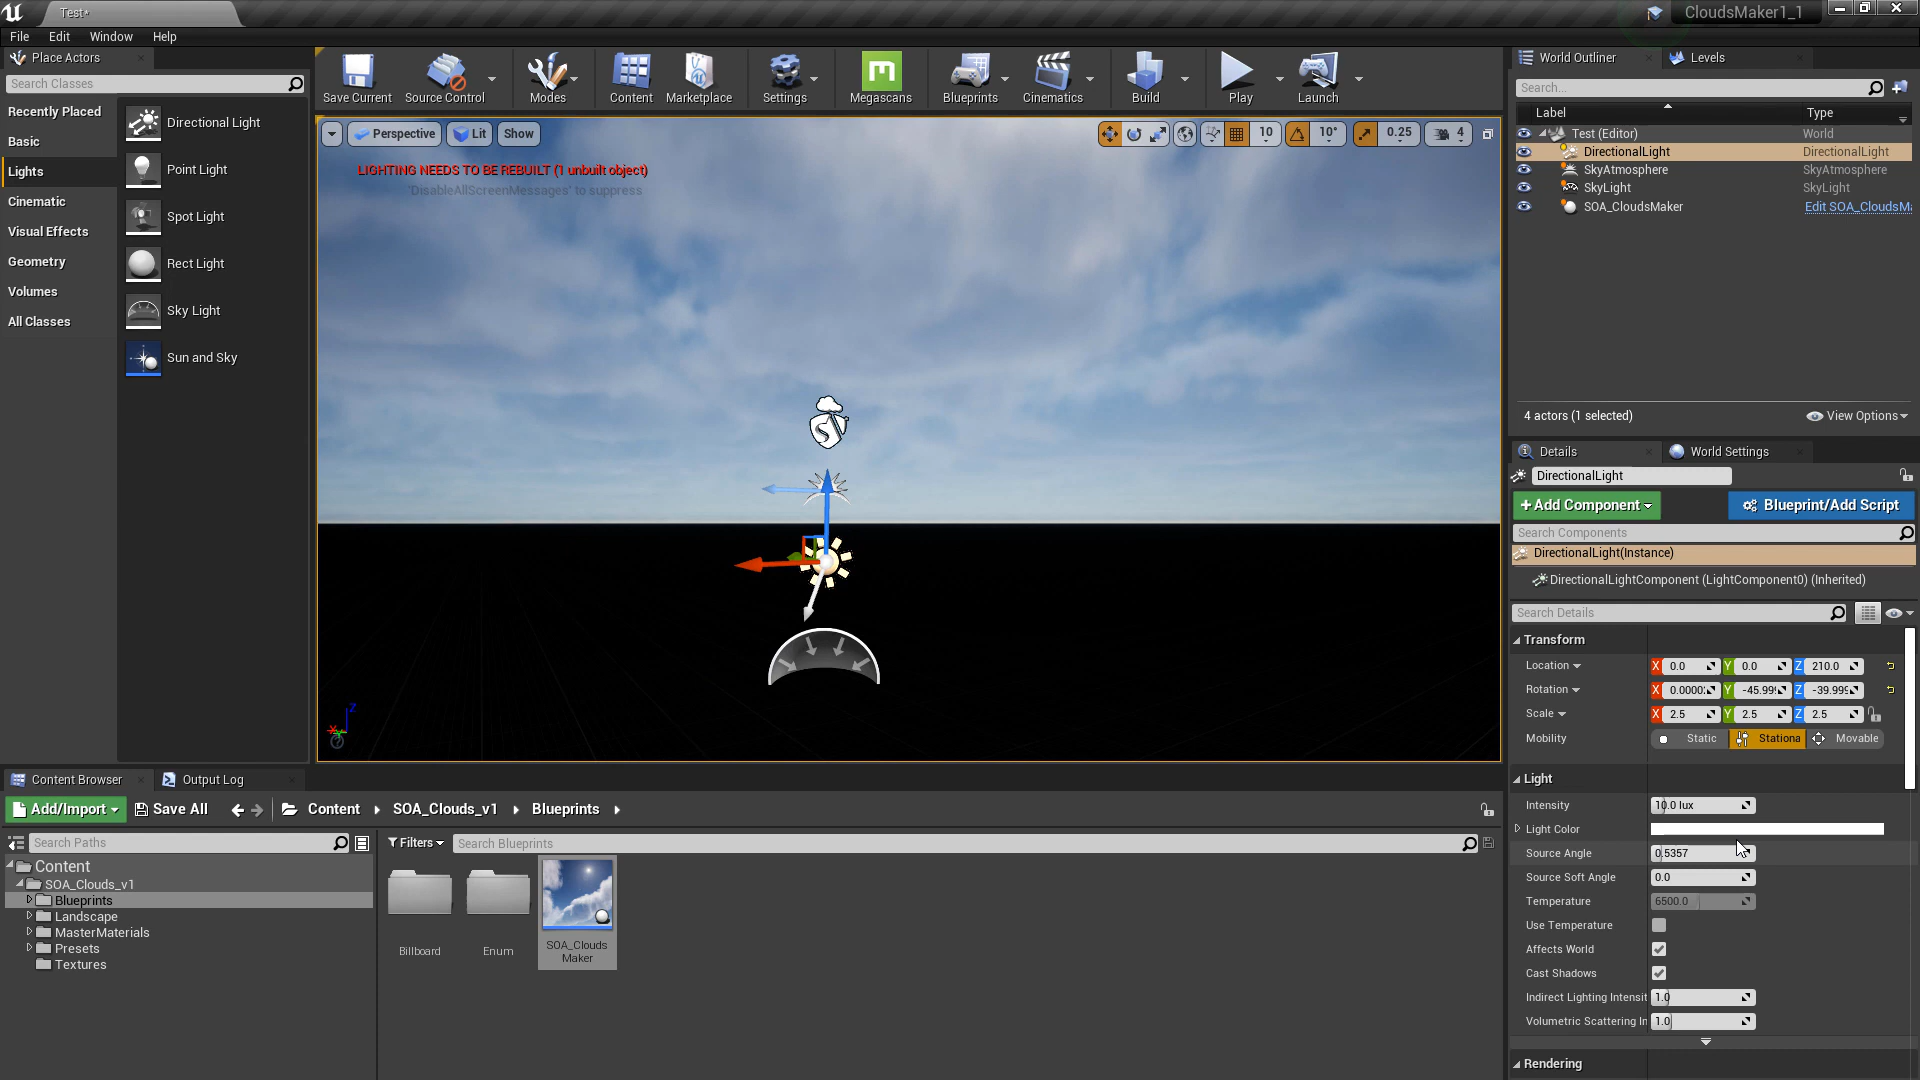 Test*
CloudsMaker1_1
File Edit Window Help
Place Actors
Search Classes
Recently Placed
Basic
Lights
Cinematic
Visual Effects
Geometry
Volumes
All Classes
Directional Light
Point Light
Spot Light
Rect Light
Sky Light
Sun and Sky
Save Current Source Control Modes Content Marketplace Settings Megascans Blueprints Cinematics Build Play Launch
Perspective Lit Show
10 10° 0.25 4
LIGHTING NEEDS TO BE REBUILT (1 unbuilt object)
'DisableAllScreenMessages' to suppress
Z
X
World Outliner Levels
Search...
Label Type
Test (Editor) World
DirectionalLight DirectionalLight
SkyAtmosphere SkyAtmosphere
SkyLight SkyLight
SOA_CloudsMaker Edit SOA_CloudsMa
4 actors (1 selected) View Options
Details World Settings
DirectionalLight
+Add Component Blueprint/Add Script
Search Components
DirectionalLight(Instance)
DirectionalLightComponent (LightComponent0) (Inherited)
Search Details
Transform
Location X 0.0 Y 0.0 Z 210.0
Rotation X 0.0000 Y -45.999 Z -39.999
Scale X 2.5 Y 2.5 Z 2.5
Mobility Static Stationa Movable
Light
Intensity 10.0 lux
Light Color
Source Angle 0.5357
Source Soft Angle 0.0
Temperature 6500.0
Use Temperature
Affects World
Cast Shadows
Indirect Lighting Intensit 1.0
Volumetric Scattering In 1.0
Rendering
Content Browser Output Log
Add/Import Save All Content SOA_Clouds_v1 Blueprints
Search Paths
Filters Search Blueprints
Content
SOA_Clouds_v1
Blueprints
Landscape
MasterMaterials
Presets
Textures
Billboard
Enum
SOA_Clouds
Maker